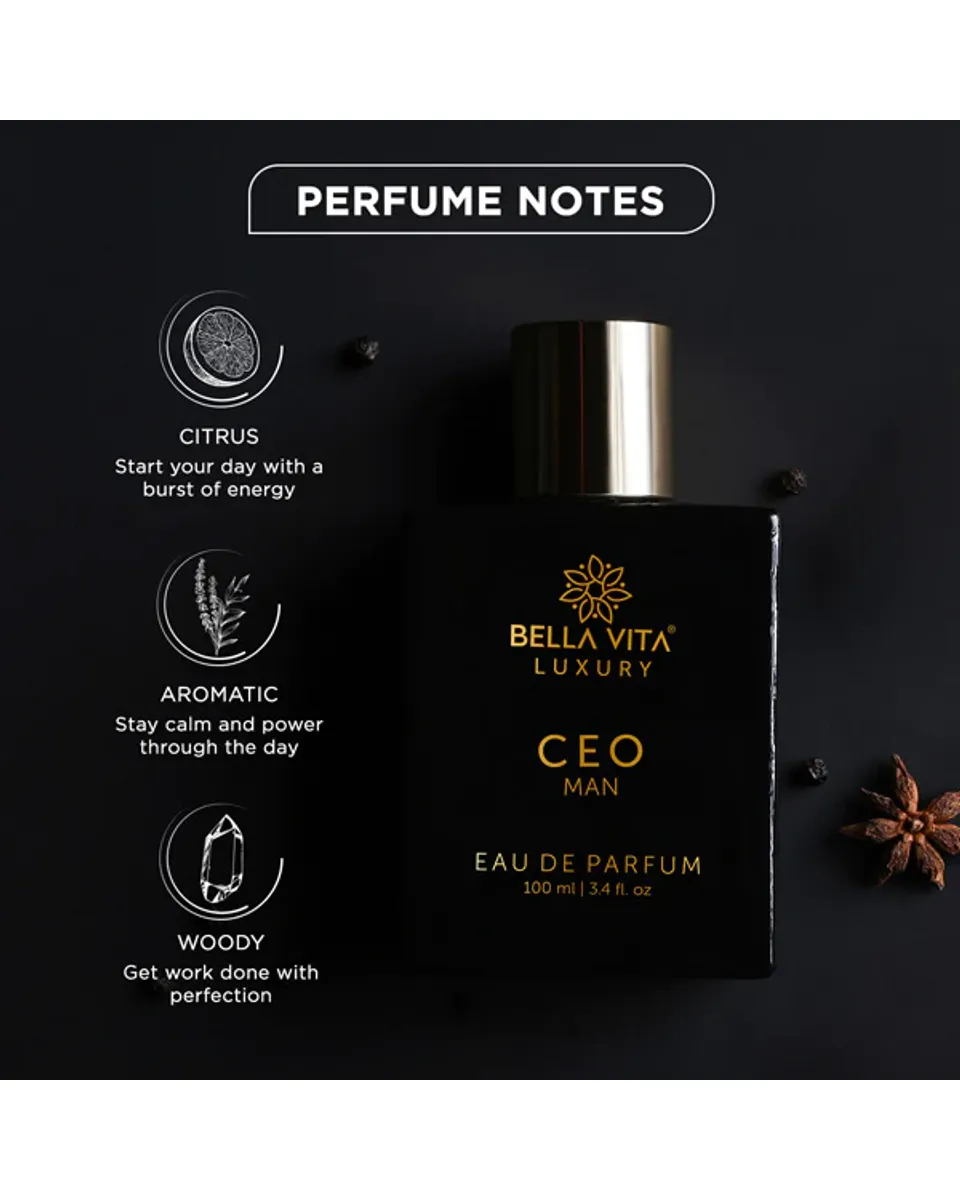 PERFUME NOTES
CITRUS
Start your day with a
burst of energy
AROMATIC
Stay calm and power
through the day
WOODY
Get work done with
perfection
BELLA VITA®
LUXURY
CEO
MAN
EAU DE PARFUM
100 ml | 3.4 fl. oz